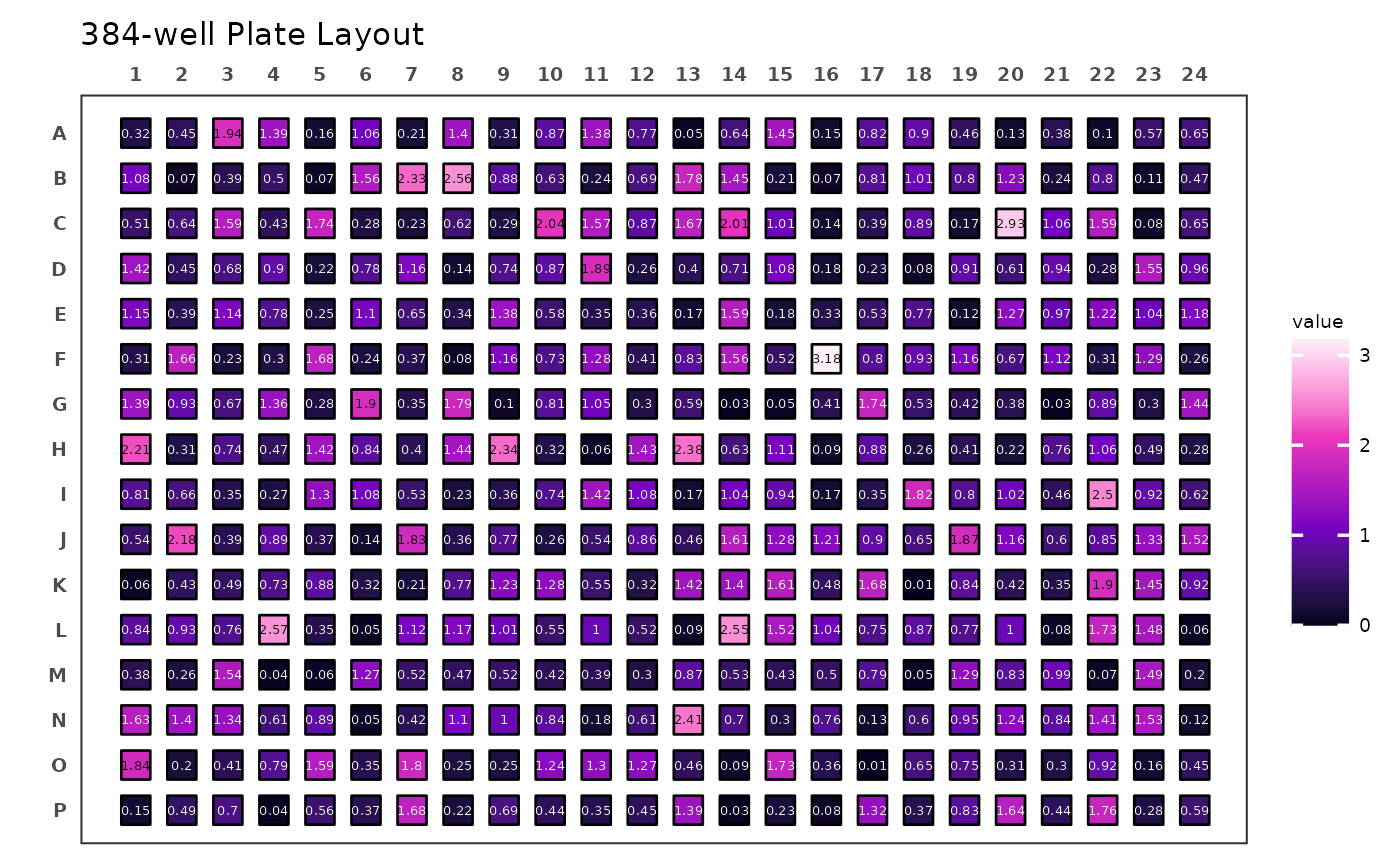 384-well Plate Layout
1 2 3 4 5 6 7 8 9 10 11 12 13 14 15 16 17 18 19 20 21 22 23 24
A 0.32 0.45 1.94 1.39 0.16 1.06 0.21 1.4 0.31 0.87 1.38 0.77 0.05 0.64 1.45 0.15 0.82 0.9 0.46 0.13 0.38 0.1 0.57 0.65
B 1.08 0.07 0.39 0.5 0.07 1.56 2.33 2.56 0.88 0.63 0.24 0.69 1.78 1.45 0.21 0.07 0.81 1.01 0.8 1.23 0.24 0.8 0.11 0.47
C 0.51 0.64 1.59 0.43 1.74 0.28 0.23 0.62 0.29 2.04 1.57 0.87 1.67 2.01 1.01 0.14 0.39 0.89 0.17 2.93 1.06 1.59 0.08 0.65
D 1.42 0.45 0.68 0.9 0.22 0.78 1.16 0.14 0.74 0.87 1.89 0.26 0.4 0.71 1.08 0.18 0.23 0.08 0.91 0.61 0.94 0.28 1.55 0.96
E 1.15 0.39 1.14 0.78 0.25 1.1 0.65 0.34 1.38 0.58 0.35 0.36 0.17 1.59 0.18 0.33 0.53 0.77 0.12 1.27 0.97 1.22 1.04 1.18
value
F 0.31 1.66 0.23 0.3 1.68 0.24 0.37 0.08 1.16 0.73 1.28 0.41 0.83 1.56 0.52 3.18 0.8 0.93 1.16 0.67 1.12 0.31 1.29 0.26
3
G 1.39 0.93 0.67 1.36 0.28 1.9 0.35 1.79 0.1 0.81 1.05 0.3 0.59 0.03 0.05 0.41 1.74 0.53 0.42 0.38 0.03 0.89 0.3 1.44
H 2.21 0.31 0.74 0.47 1.42 0.84 0.4 1.44 2.34 0.32 0.06 1.43 2.38 0.63 1.11 0.09 0.88 0.26 0.41 0.22 0.76 1.06 0.49 0.28
2
I 0.81 0.66 0.35 0.27 1.3 1.08 0.53 0.23 0.36 0.74 1.42 1.08 0.17 1.04 0.94 0.17 0.35 1.82 0.8 1.02 0.46 2.5 0.92 0.62
J 0.54 2.18 0.39 0.89 0.37 0.14 1.83 0.36 0.77 0.26 0.54 0.86 0.46 1.61 1.28 1.21 0.9 0.65 1.87 1.16 0.6 0.85 1.33 1.52
1
K 0.06 0.43 0.49 0.73 0.88 0.32 0.21 0.77 1.23 1.28 0.55 0.32 1.42 1.4 1.61 0.48 1.68 0.01 0.84 0.42 0.35 1.9 1.45 0.92
L 0.84 0.93 0.76 2.57 0.35 0.05 1.12 1.17 1.01 0.55 1 0.52 0.09 2.55 1.52 1.04 0.75 0.87 0.77 1 0.08 1.73 1.48 0.06
0
M 0.38 0.26 1.54 0.04 0.06 1.27 0.52 0.47 0.52 0.42 0.39 0.3 0.87 0.53 0.43 0.5 0.79 0.05 1.29 0.83 0.99 0.07 1.49 0.2
N 1.63 1.4 1.34 0.61 0.89 0.05 0.42 1.1 1 0.84 0.18 0.61 2.41 0.7 0.3 0.76 0.13 0.6 0.95 1.24 0.84 1.41 1.53 0.12
O 1.84 0.2 0.41 0.79 1.59 0.35 1.8 0.25 0.25 1.24 1.3 1.27 0.46 0.09 1.73 0.36 0.01 0.65 0.75 0.31 0.3 0.92 0.16 0.45
P 0.15 0.49 0.7 0.04 0.56 0.37 1.68 0.22 0.69 0.44 0.35 0.45 1.39 0.03 0.23 0.08 1.32 0.37 0.83 1.64 0.44 1.76 0.28 0.59